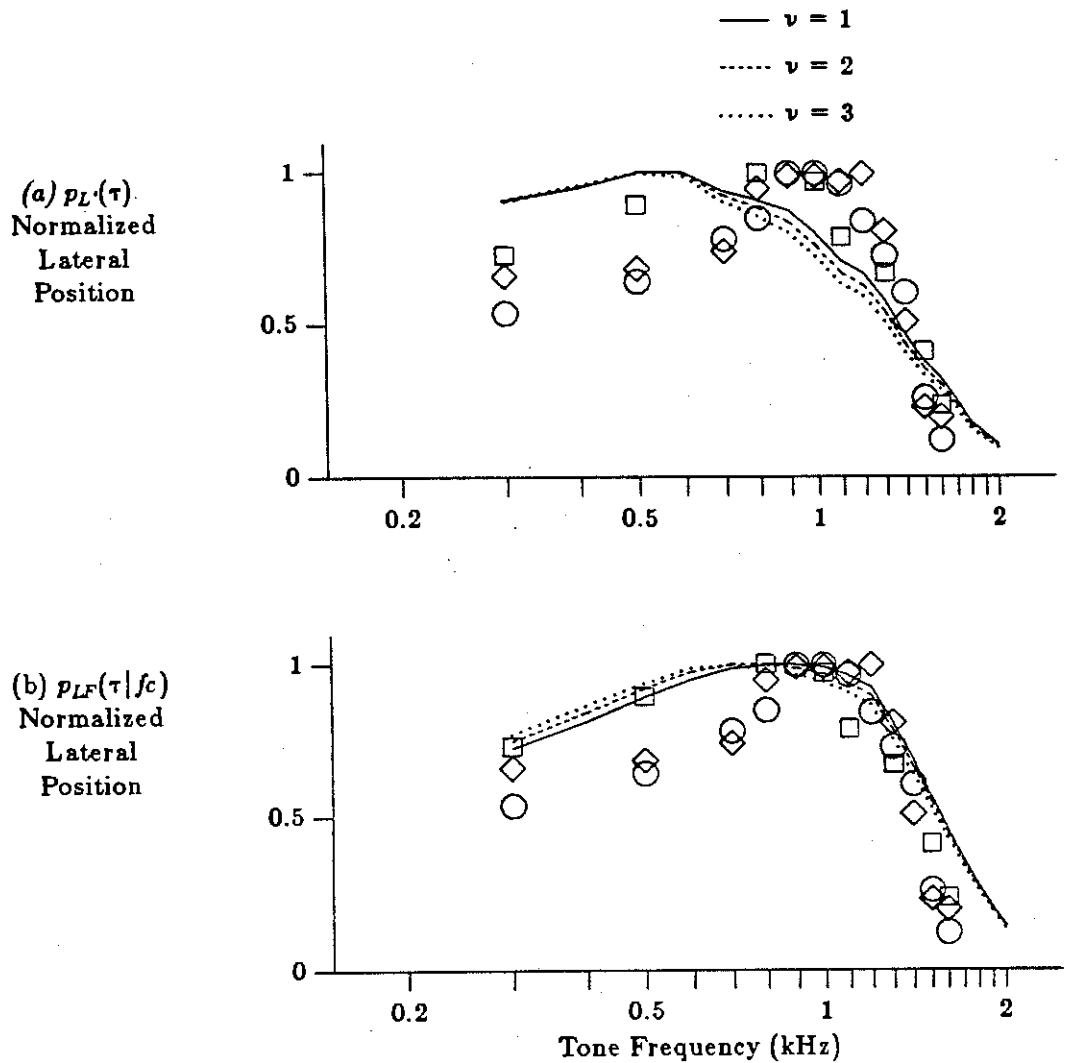 ν = 1
ν = 2
ν = 3
(a) p_L·(τ)
Normalized
Lateral
Position
1
0.5
0
0.2
0.5
1
2
(b) p_LF(τ|fc)
Normalized
Lateral
Position
1
0.5
0
0.2
0.5
1
2
Tone Frequency (kHz)